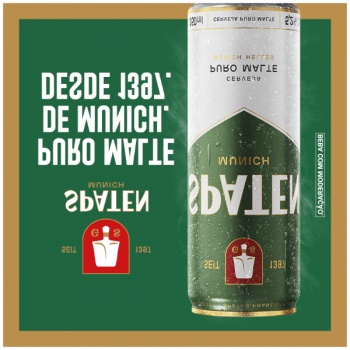 SEIT 1397
G S
SPATEN
MUNICH
PURO MALTE
DE MUNICH.
DESDE 1397.
SEIT 1397
G S
SPATEN
MUNICH
CERVEJA
PURO MALTE
MUNICH HELLES
CERVEJA PURO MALTE
BEBA COM MODERAÇÃO.